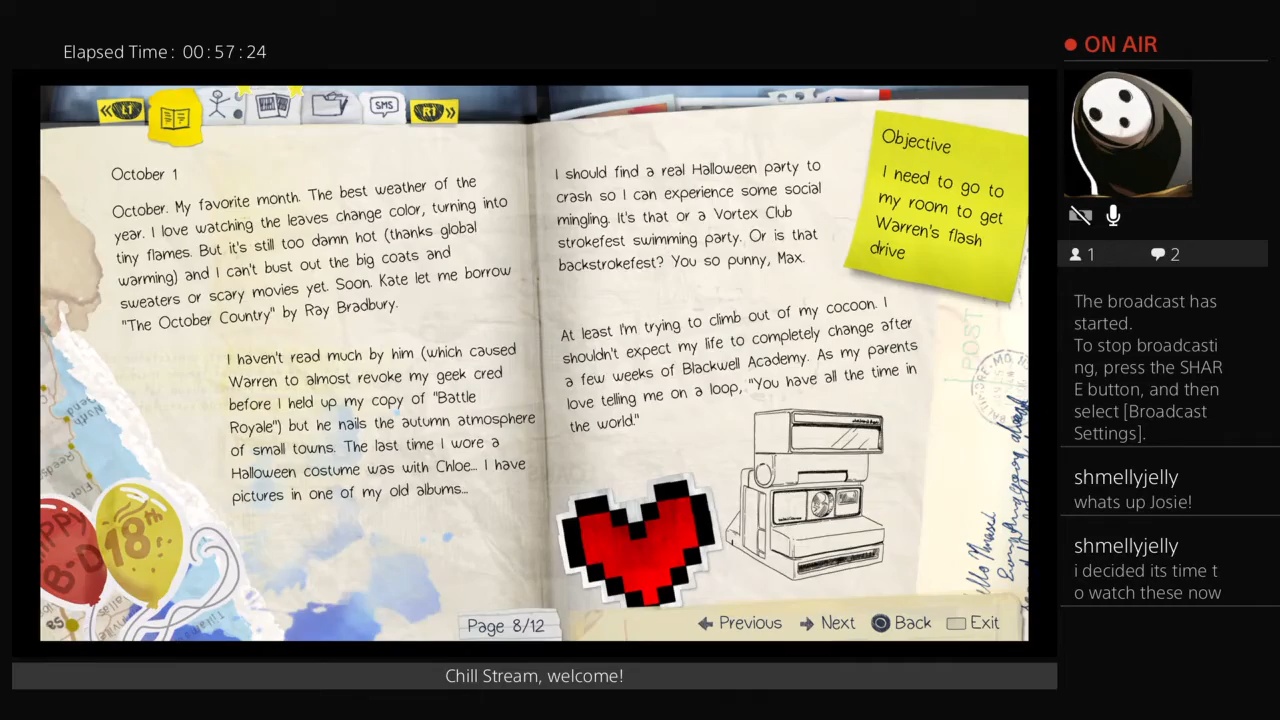 Elapsed Time: 00:57:24
ON AIR
LT
SMS
RT
October 1
October. My favorite month. The best weather of the
year. I love watching the leaves change color, turning into
tiny flames. But it's still too damn hot (thanks global
warming) and I can't bust out the big coats and
sweaters or scary movies yet. Soon. Kate let me borrow
"The October Country" by Ray Bradbury.
I haven't read much by him (which caused
Warren to almost revoke my geek cred
before I held up my copy of "Battle
Royale") but he nails the autumn atmosphere
of small towns. The last time I wore a
Halloween costume was with Chloe... I have
pictures in one of my old albums...
HAPPY
B-D
18th
I should find a real Halloween party to
crash so I can experience some social
mingling. It's that or a Vortex Club
strokefest swimming party. Or is that
backstrokefest? You so punny, Max.
At least I'm trying to climb out of my cocoon. I
shouldn't expect my life to completely change after
a few weeks of Blackwell Academy. As my parents
love telling me on a loop, "You have all the time in
the world."
Objective
I need to go to
my room to get
Warren's flash
drive
POST
Page 8/12
Previous
Next
Back
Exit
1
2
The broadcast has
started.
To stop broadcasti
ng, press the SHAR
E button, and then
select [Broadcast
Settings].
shmellyjelly
whats up Josie!
shmellyjelly
i decided its time t
o watch these now
Chill Stream, welcome!